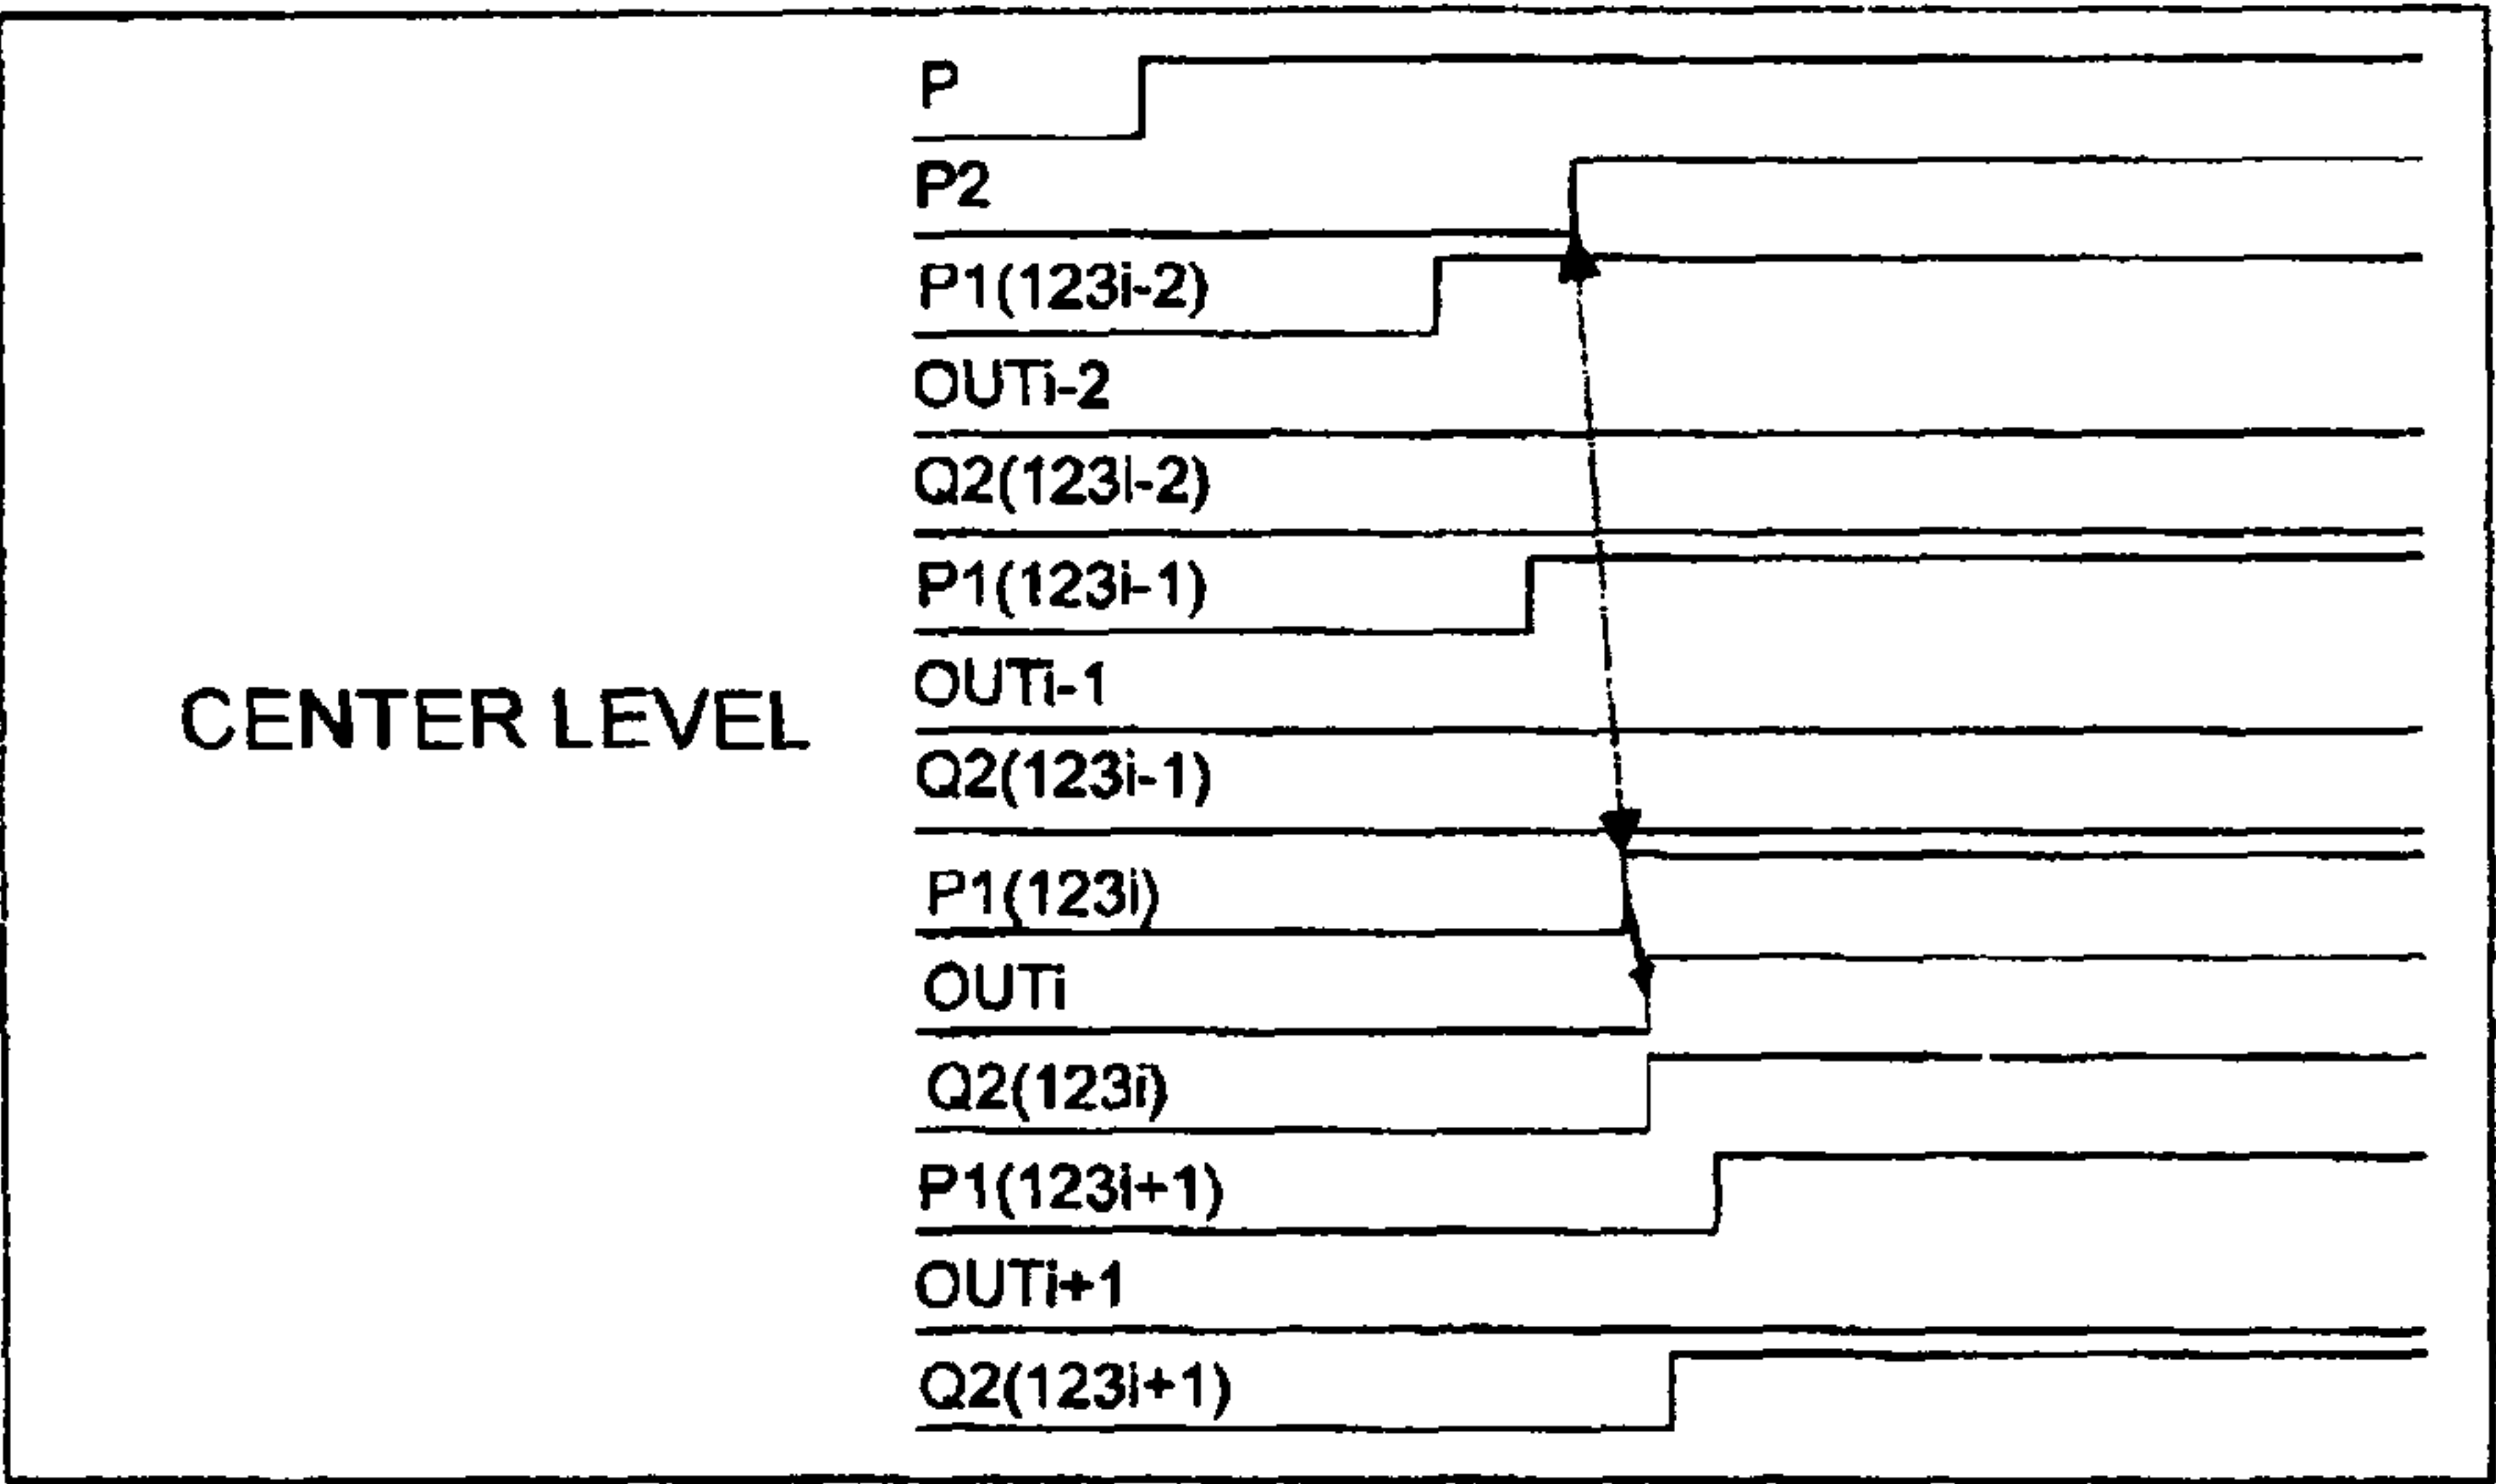 P
P2
P1(123i-2)
OUTi-2
Q2(123i-2)
P1(123i-1)
OUTi-1
CENTER LEVEL
Q2(123i-1)
P1(123i)
OUTi
Q2(123i)
P1(123i+1)
OUTi+1
Q2(123i+1)